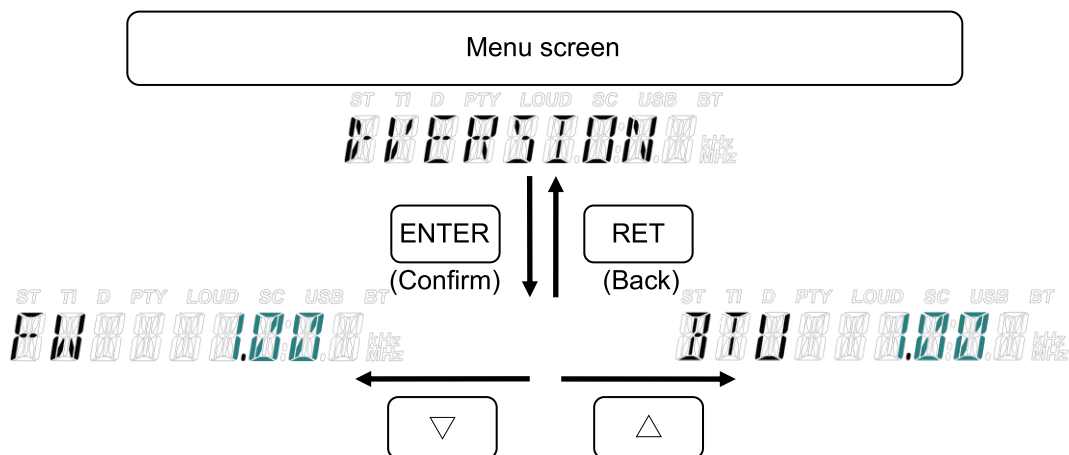 Menu screen
ST TI D PTY LOUD SC USB BT
VERSION
kHz
MHz
ENTER
RET
(Confirm)
(Back)
ST TI D PTY LOUD SC USB BT
FW 1.00
kHz
MHz
ST TI D PTY LOUD SC USB BT
BTU 1.00
kHz
MHz
▽
△